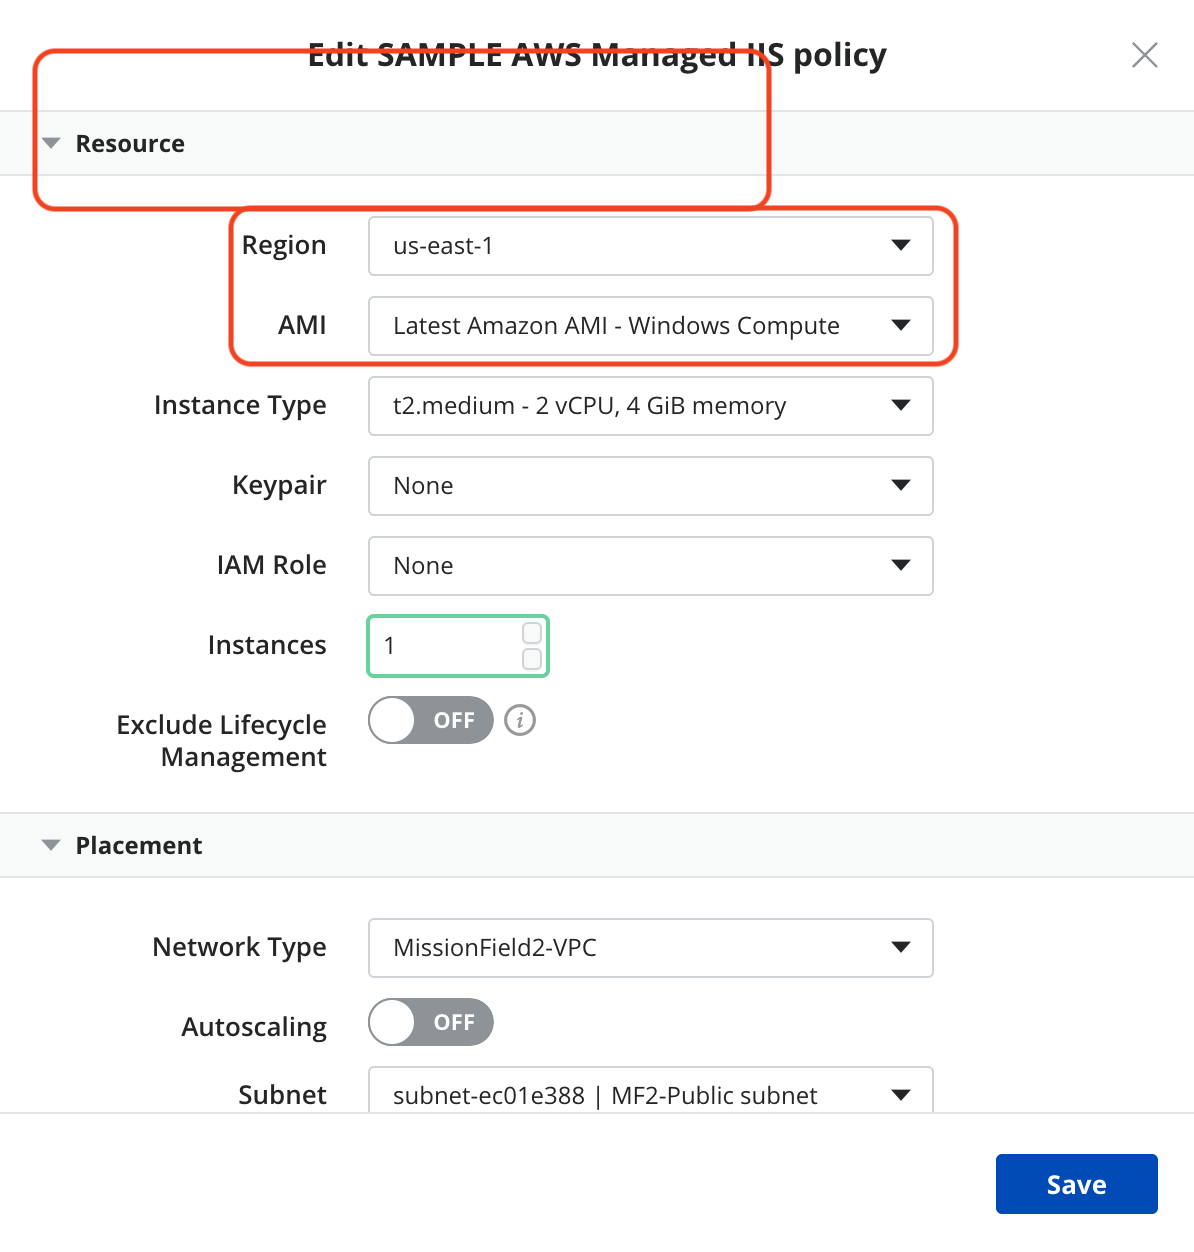 Edit SAMPLE AWS Managed IIS policy
Resource
Region
us-east-1
AMI
Latest Amazon AMI - Windows Compute
Instance Type
t2.medium - 2 vCPU, 4 GiB memory
Keypair
None
IAM Role
None
Instances
1
Exclude Lifecycle
Management
OFF
i
Placement
Network Type
MissionField2-VPC
Autoscaling
OFF
Subnet
subnet-ec01e388 | MF2-Public subnet
Save